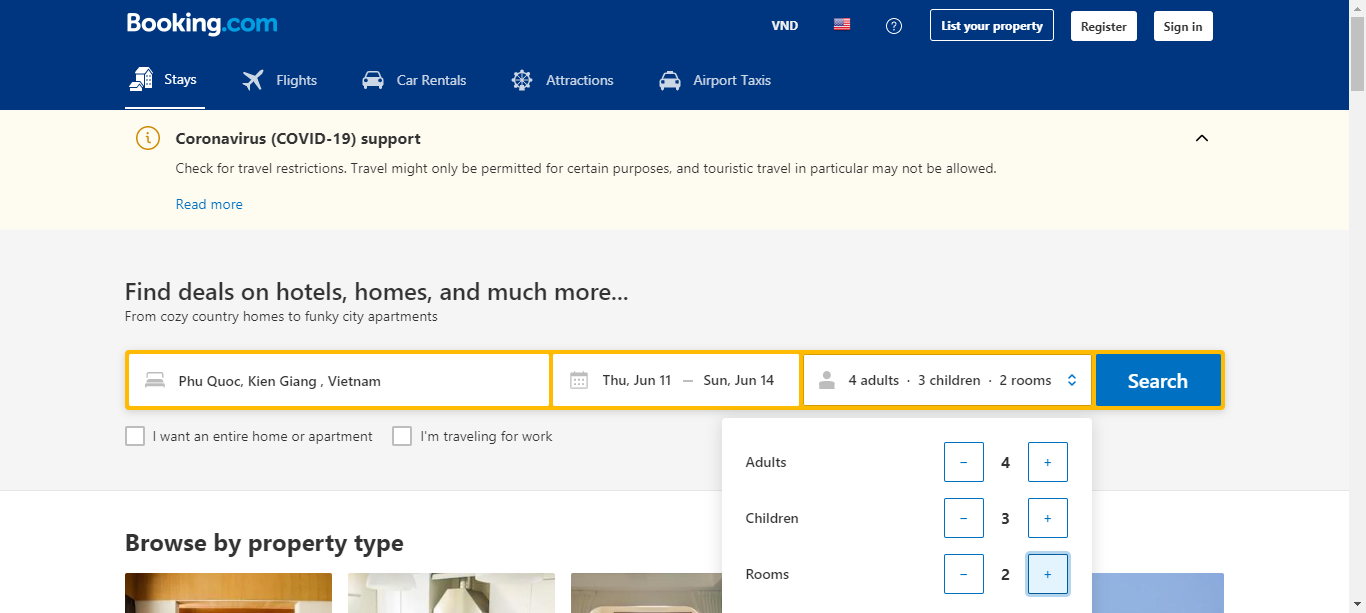 Booking.com
VND
List your property
Register
Sign in
Stays
Flights
Car Rentals
Attractions
Airport Taxis
Coronavirus (COVID-19) support
Check for travel restrictions. Travel might only be permitted for certain purposes, and touristic travel in particular may not be allowed.
Read more
Find deals on hotels, homes, and much more...
From cozy country homes to funky city apartments
Phu Quoc, Kien Giang , Vietnam
Thu, Jun 11 — Sun, Jun 14
4 adults · 3 children · 2 rooms
Search
I want an entire home or apartment
I'm traveling for work
Adults − 4 +
Children − 3 +
Rooms − 2 +
Browse by property type